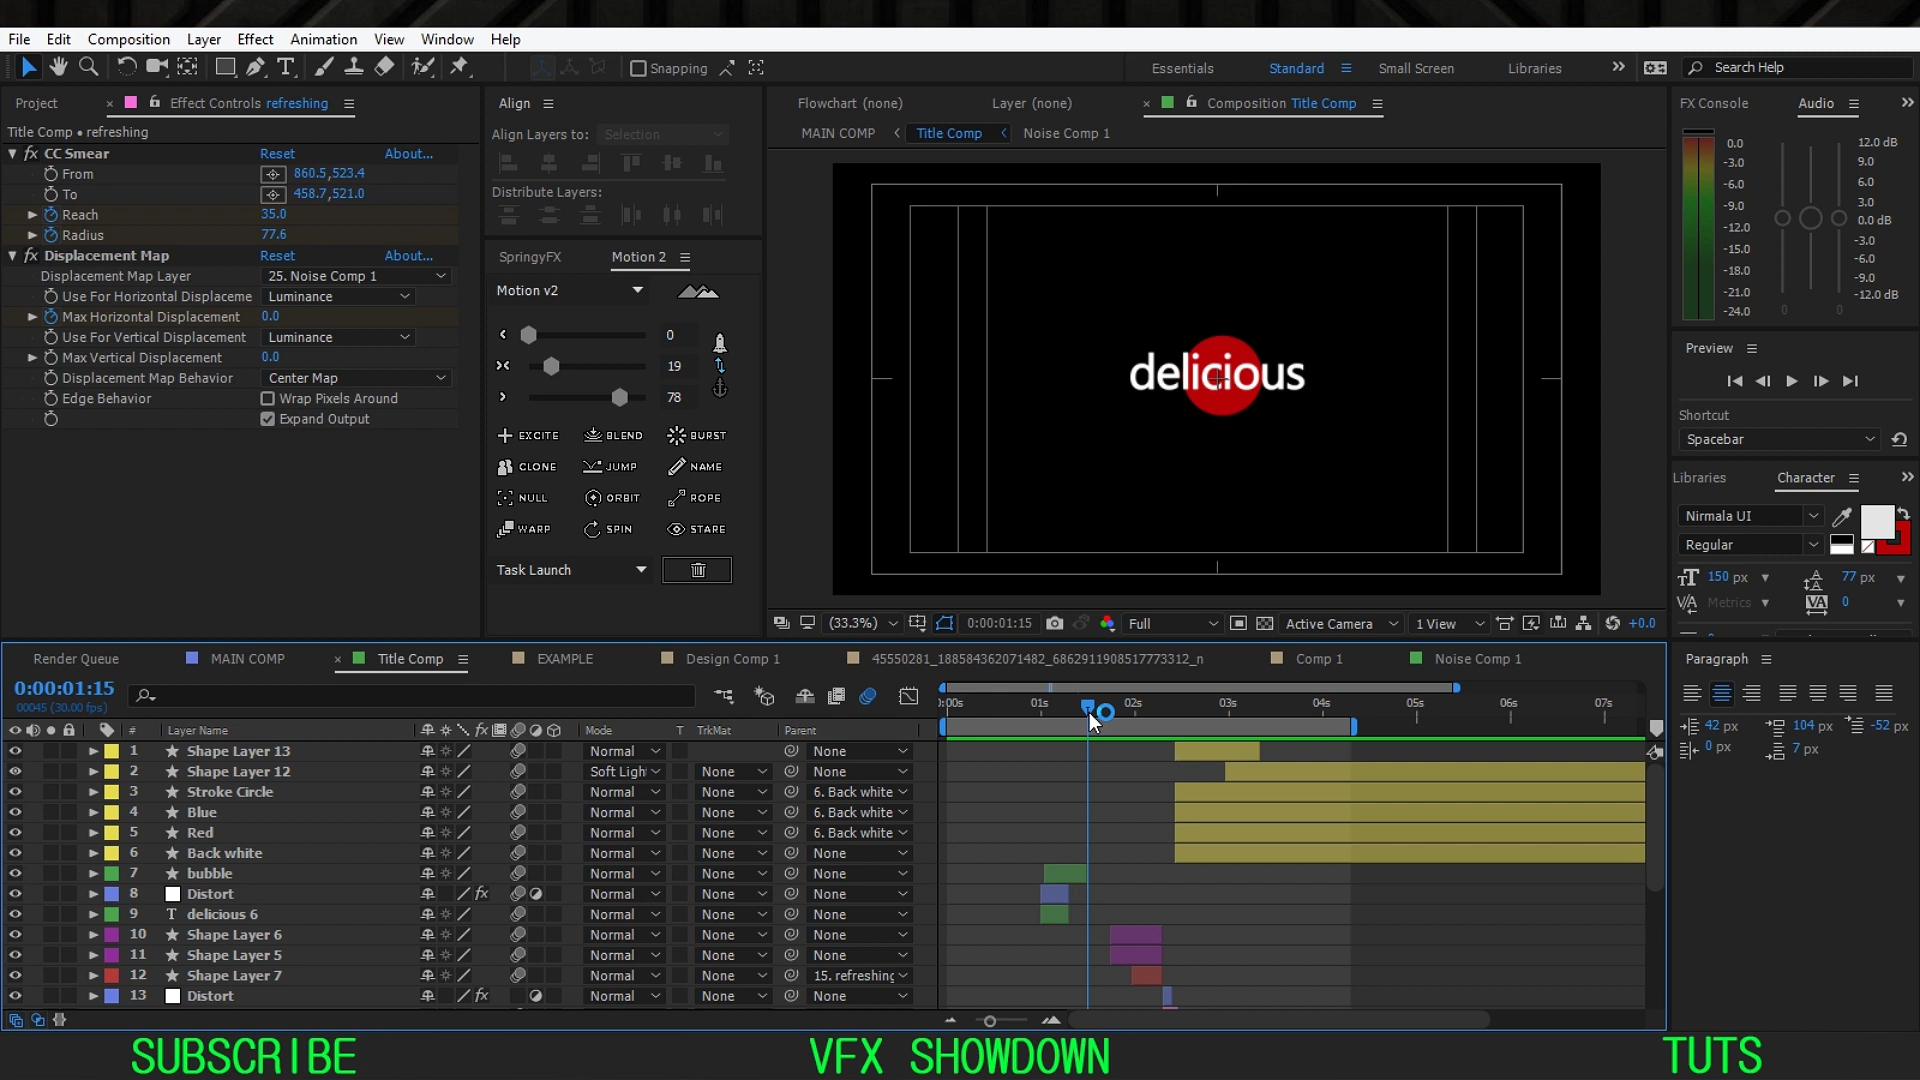 File Edit Composition Layer Effect Animation View Window Help
Snapping Essentials Standard Small Screen Libraries Search Help
Project Effect Controls refreshing
Title Comp • refreshing
fx CC Smear Reset About...
From 860.5,523.4
To 458.7,521.0
Reach 35.0
Radius 77.6
fx Displacement Map Reset About...
Displacement Map Layer 25. Noise Comp 1
Use For Horizontal Displaceme Luminance
Max Horizontal Displacement 0.0
Use For Vertical Displacement Luminance
Max Vertical Displacement 0.0
Displacement Map Behavior Center Map
Edge Behavior Wrap Pixels Around
Expand Output
Align
Align Layers to: Selection
Distribute Layers:
SpringyFX Motion 2
Motion v2
0
19
78
EXCITE BLEND BURST
CLONE JUMP NAME
NULL ORBIT ROPE
WARP SPIN STARE
Task Launch
Flowchart (none) Layer (none) Composition Title Comp
MAIN COMP Title Comp Noise Comp 1
delicious
(33.3%) 0:00:01:15 Full Active Camera 1 View +0.0
FX Console Audio
0.0 12.0 dB
-3.0 9.0
-6.0 6.0
-9.0 3.0
-12.0 0.0 dB
-15.0 -3.0
-18.0 -6.0
-21.0 -9.0
-24.0 -12.0 dB
0 0
Preview
Shortcut
Spacebar
Libraries Character
Nirmala UI
Regular
150 px 77 px
Metrics 0
Paragraph
42 px 104 px -52 px
0 px 7 px
Render Queue MAIN COMP Title Comp EXAMPLE Design Comp 1 45550281_188584362071482_6862911908517773312_n Comp 1 Noise Comp 1
0:00:01:15
00045 (30.00 fps)
# Layer Name fx Mode T TrkMat Parent
):00s 01s 02s 03s 04s 05s 06s 07s
1 Shape Layer 13 Normal None
2 Shape Layer 12 Soft Ligh None None
3 Stroke Circle Normal None 6. Back white
4 Blue Normal None 6. Back white
5 Red Normal None 6. Back white
6 Back white Normal None None
7 bubble Normal None None
8 Distort fx Normal None None
9 T delicious 6 Normal None None
10 Shape Layer 6 Normal None None
11 Shape Layer 5 Normal None None
12 Shape Layer 7 Normal None 15. refreshing
13 Distort fx Normal None None
SUBSCRIBE VFX SHOWDOWN TUTS